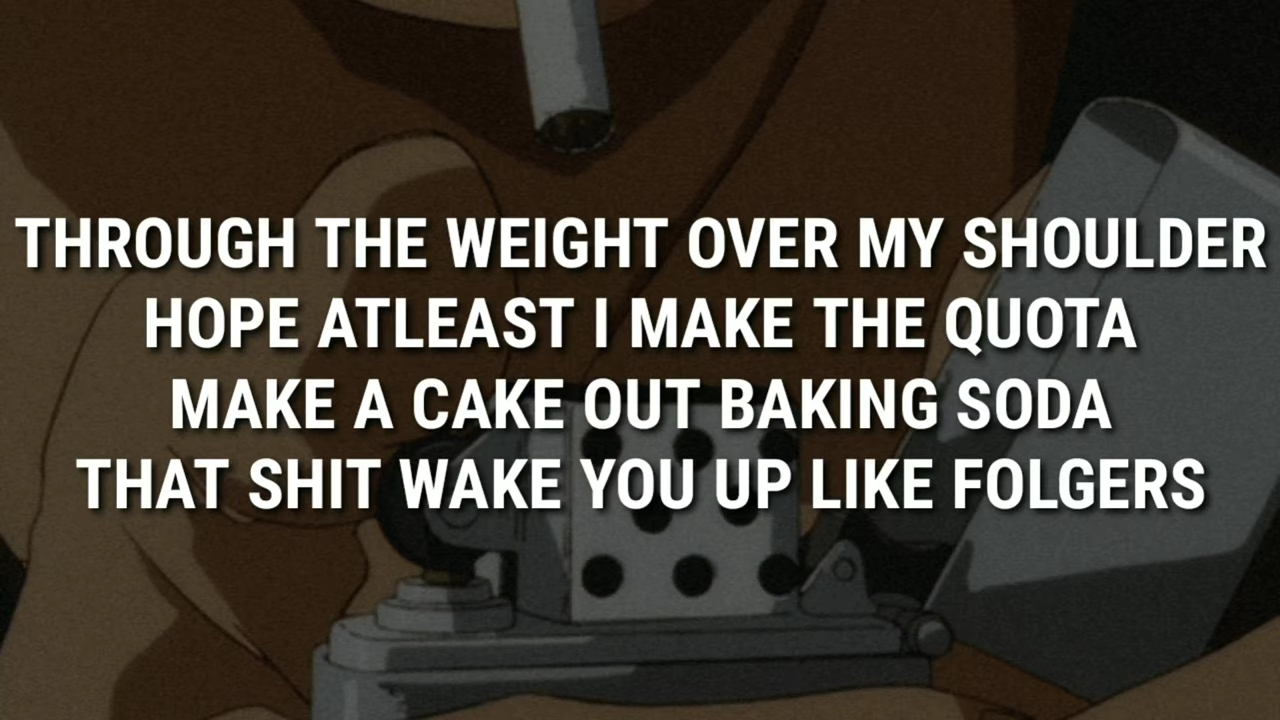 THROUGH THE WEIGHT OVER MY SHOULDER
HOPE ATLEAST I MAKE THE QUOTA
MAKE A CAKE OUT BAKING SODA
THAT SHIT WAKE YOU UP LIKE FOLGERS